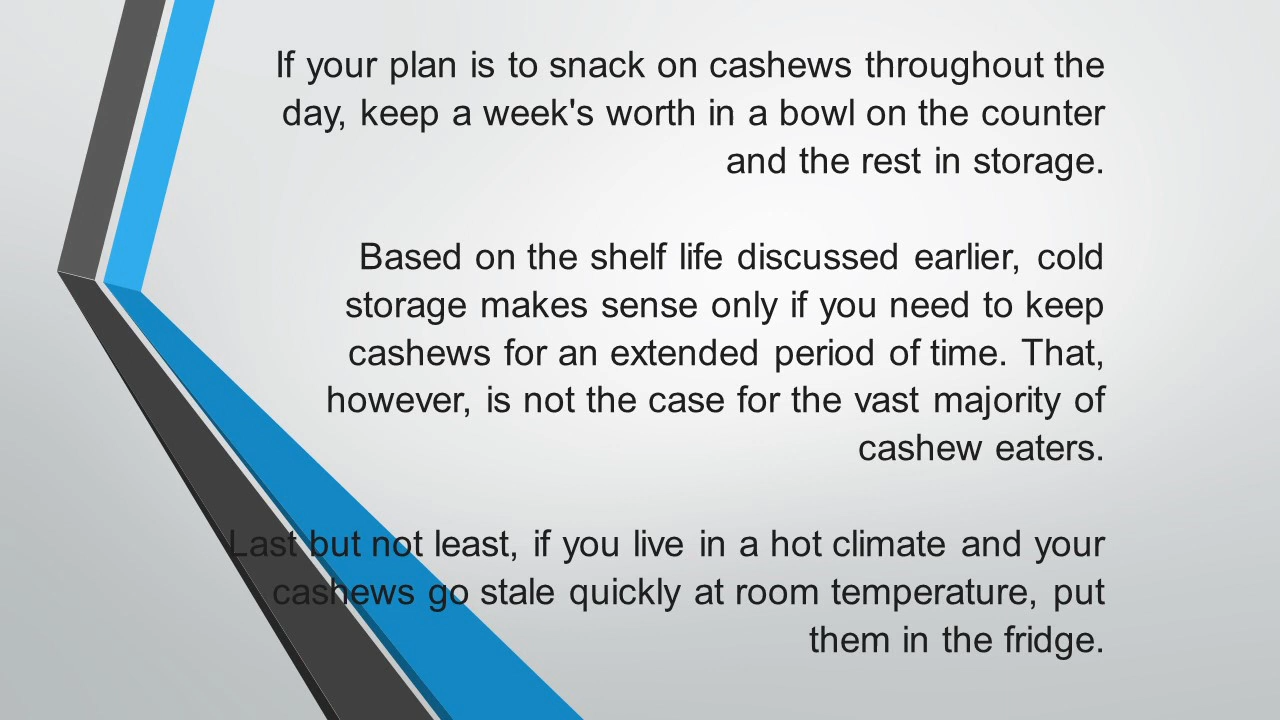 If your plan is to snack on cashews throughout the
day, keep a week's worth in a bowl on the counter
and the rest in storage.
Based on the shelf life discussed earlier, cold
storage makes sense only if you need to keep
cashews for an extended period of time. That,
however, is not the case for the vast majority of
cashew eaters.
Last but not least, if you live in a hot climate and your
cashews go stale quickly at room temperature, put
them in the fridge.